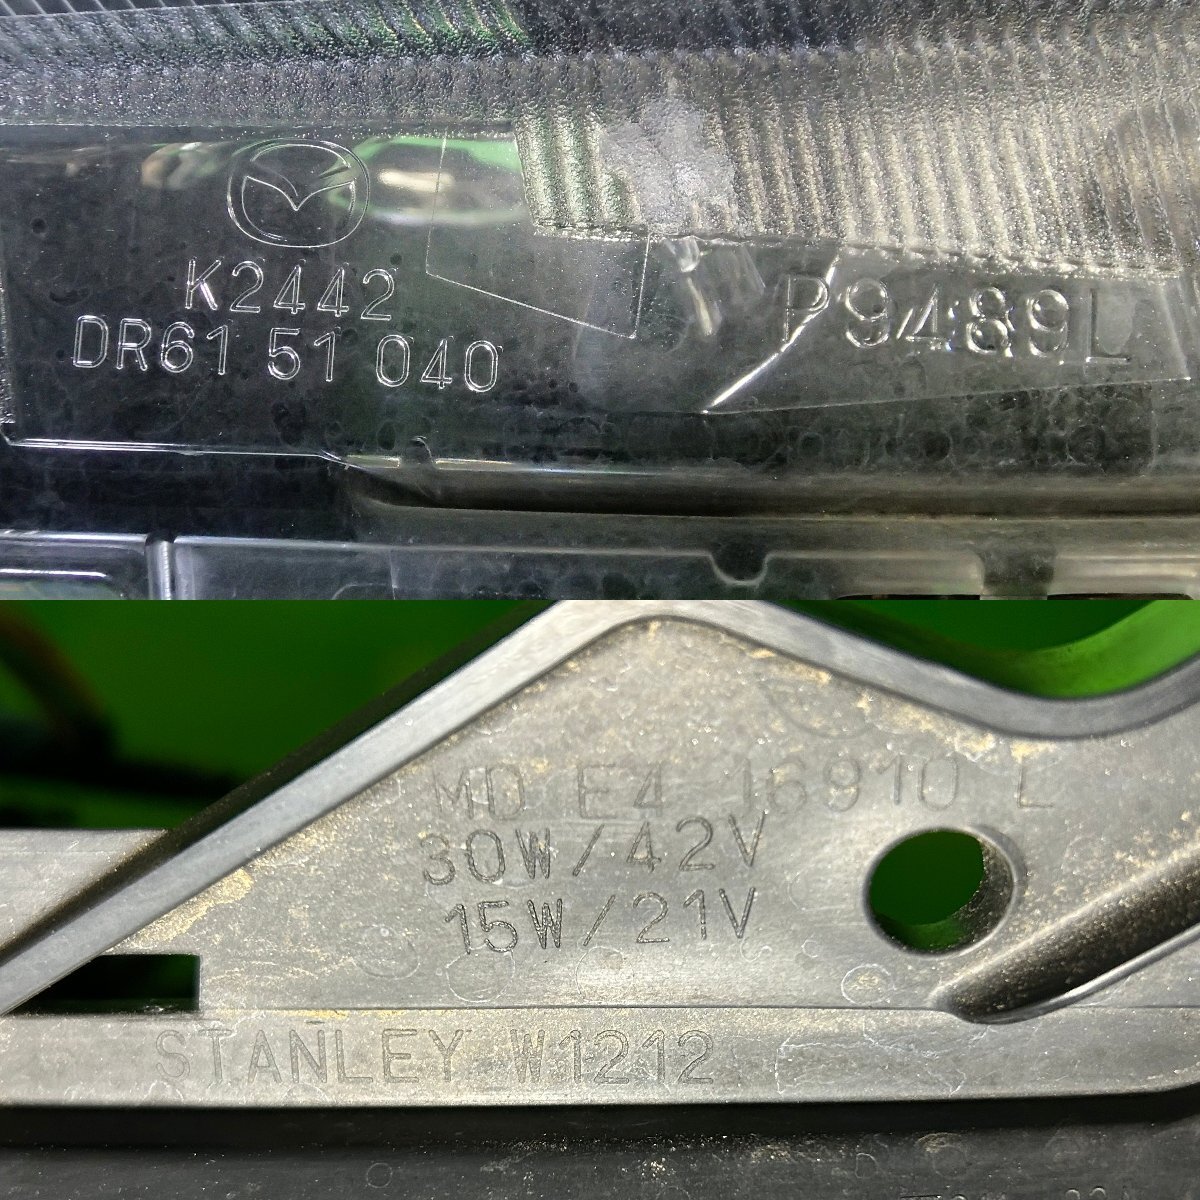 K2442
DR61 51 040
P9489L
MD E4 16910 L
30W/42V
15W/21V
STANLEY W1212